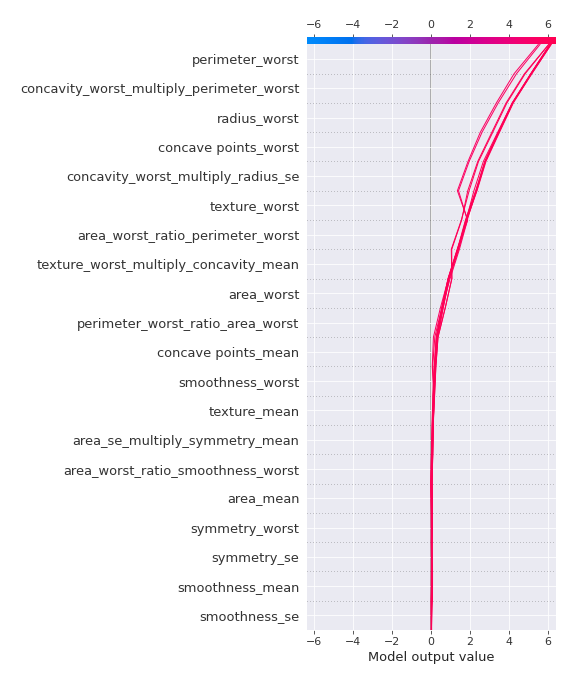 −6 −4 −2 0 2 4 6
perimeter_worst
concavity_worst_multiply_perimeter_worst
radius_worst
concave points_worst
concavity_worst_multiply_radius_se
texture_worst
area_worst_ratio_perimeter_worst
texture_worst_multiply_concavity_mean
area_worst
perimeter_worst_ratio_area_worst
concave points_mean
smoothness_worst
texture_mean
area_se_multiply_symmetry_mean
area_worst_ratio_smoothness_worst
area_mean
symmetry_worst
symmetry_se
smoothness_mean
smoothness_se
−6 −4 −2 0 2 4 6
Model output value